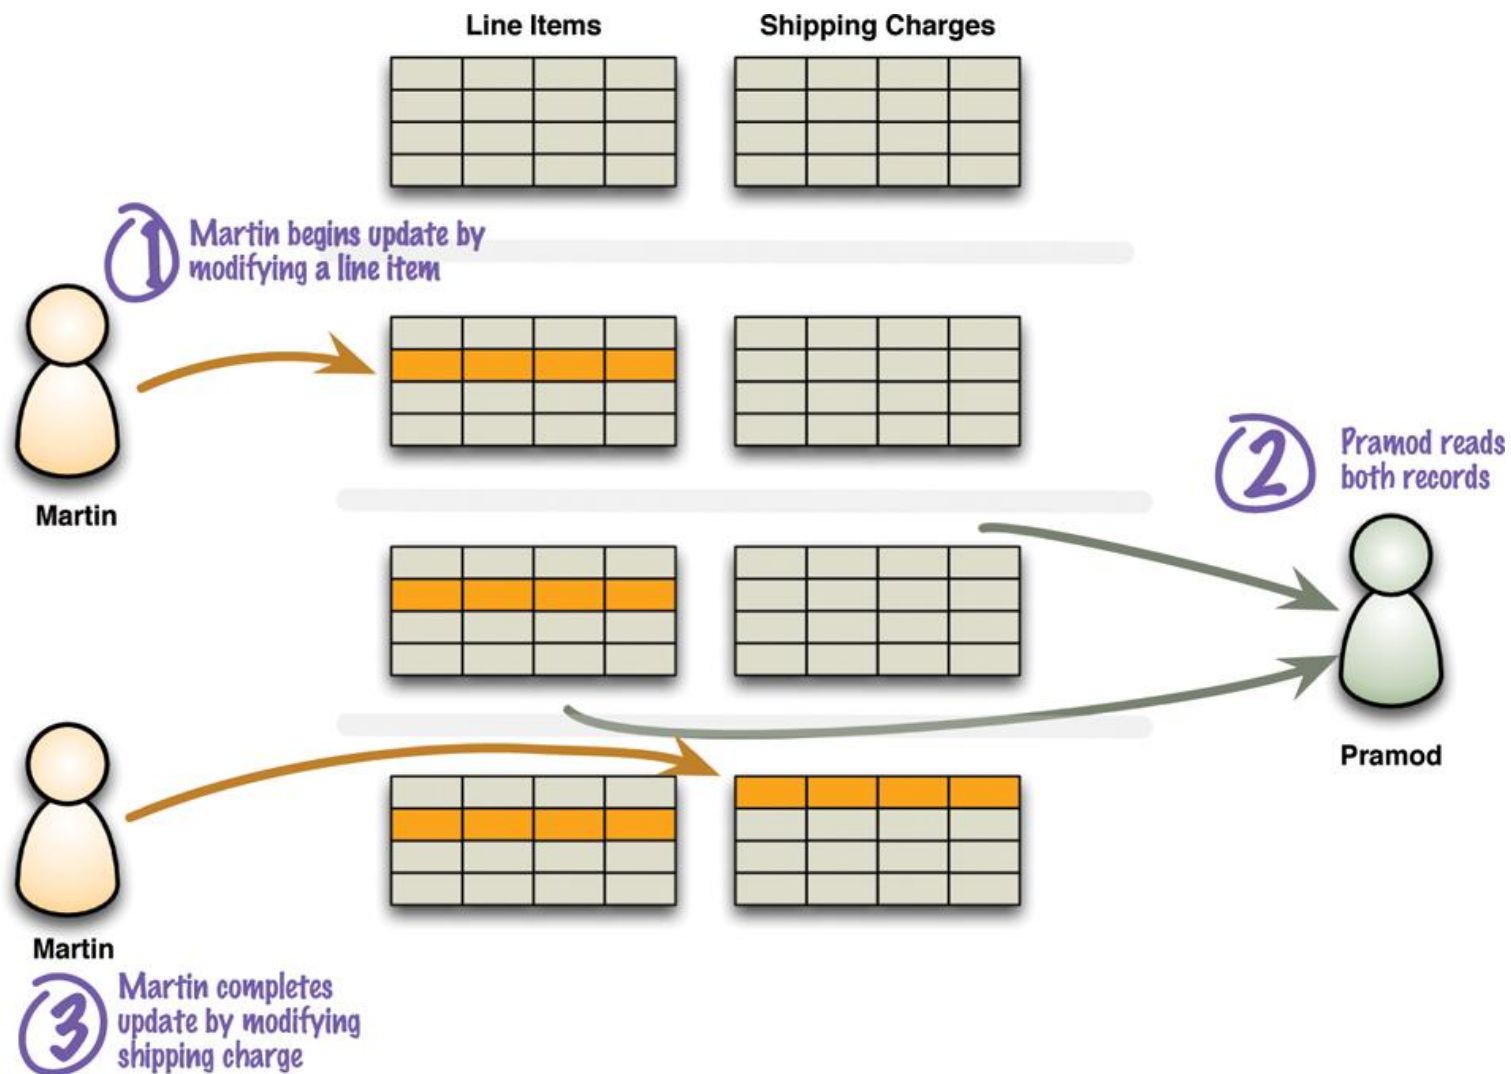 Line Items
Shipping Charges
1
Martin begins update by
modifying a line item
Martin
2
Pramod reads
both records
Pramod
Martin
3
Martin completes
update by modifying
shipping charge